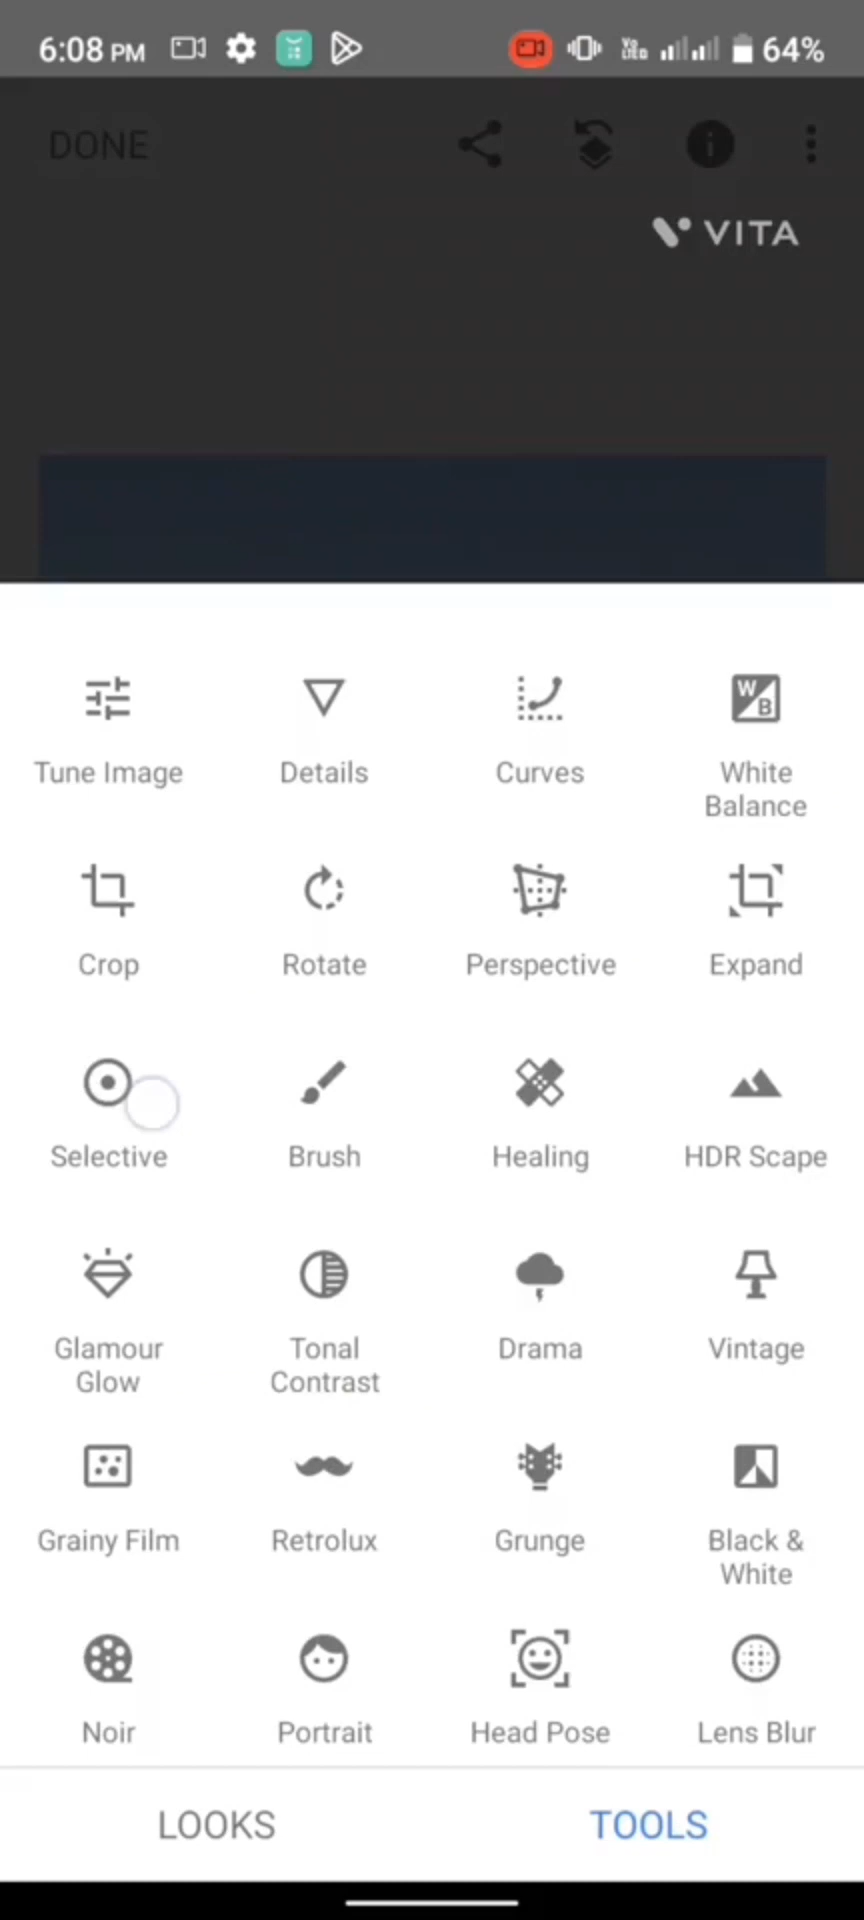 6:08 PM 64%
DONE
VITA
Tune Image Details Curves White Balance
Crop Rotate Perspective Expand
Selective Brush Healing HDR Scape
Glamour Glow Tonal Contrast Drama Vintage
Grainy Film Retrolux Grunge Black & White
Noir Portrait Head Pose Lens Blur
LOOKS TOOLS